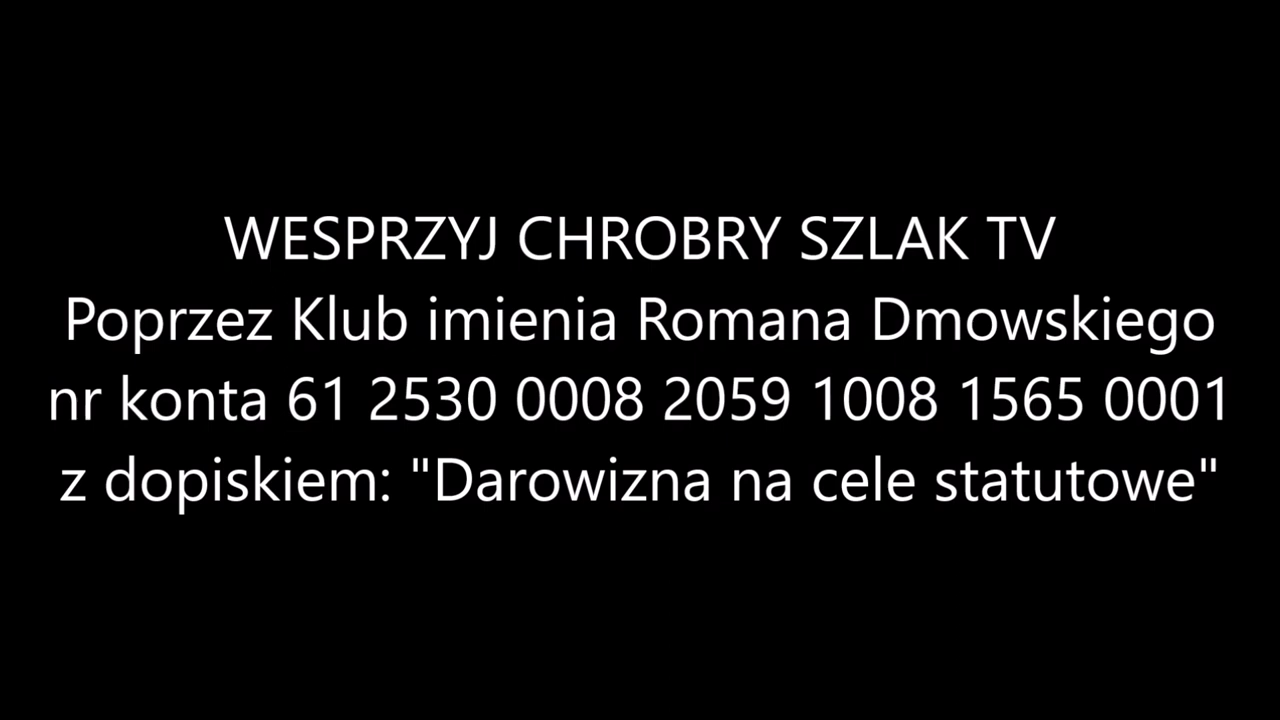 WESPRZYJ CHROBRY SZLAK TV
Poprzez Klub imienia Romana Dmowskiego
nr konta 61 2530 0008 2059 1008 1565 0001
z dopiskiem: "Darowizna na cele statutowe"